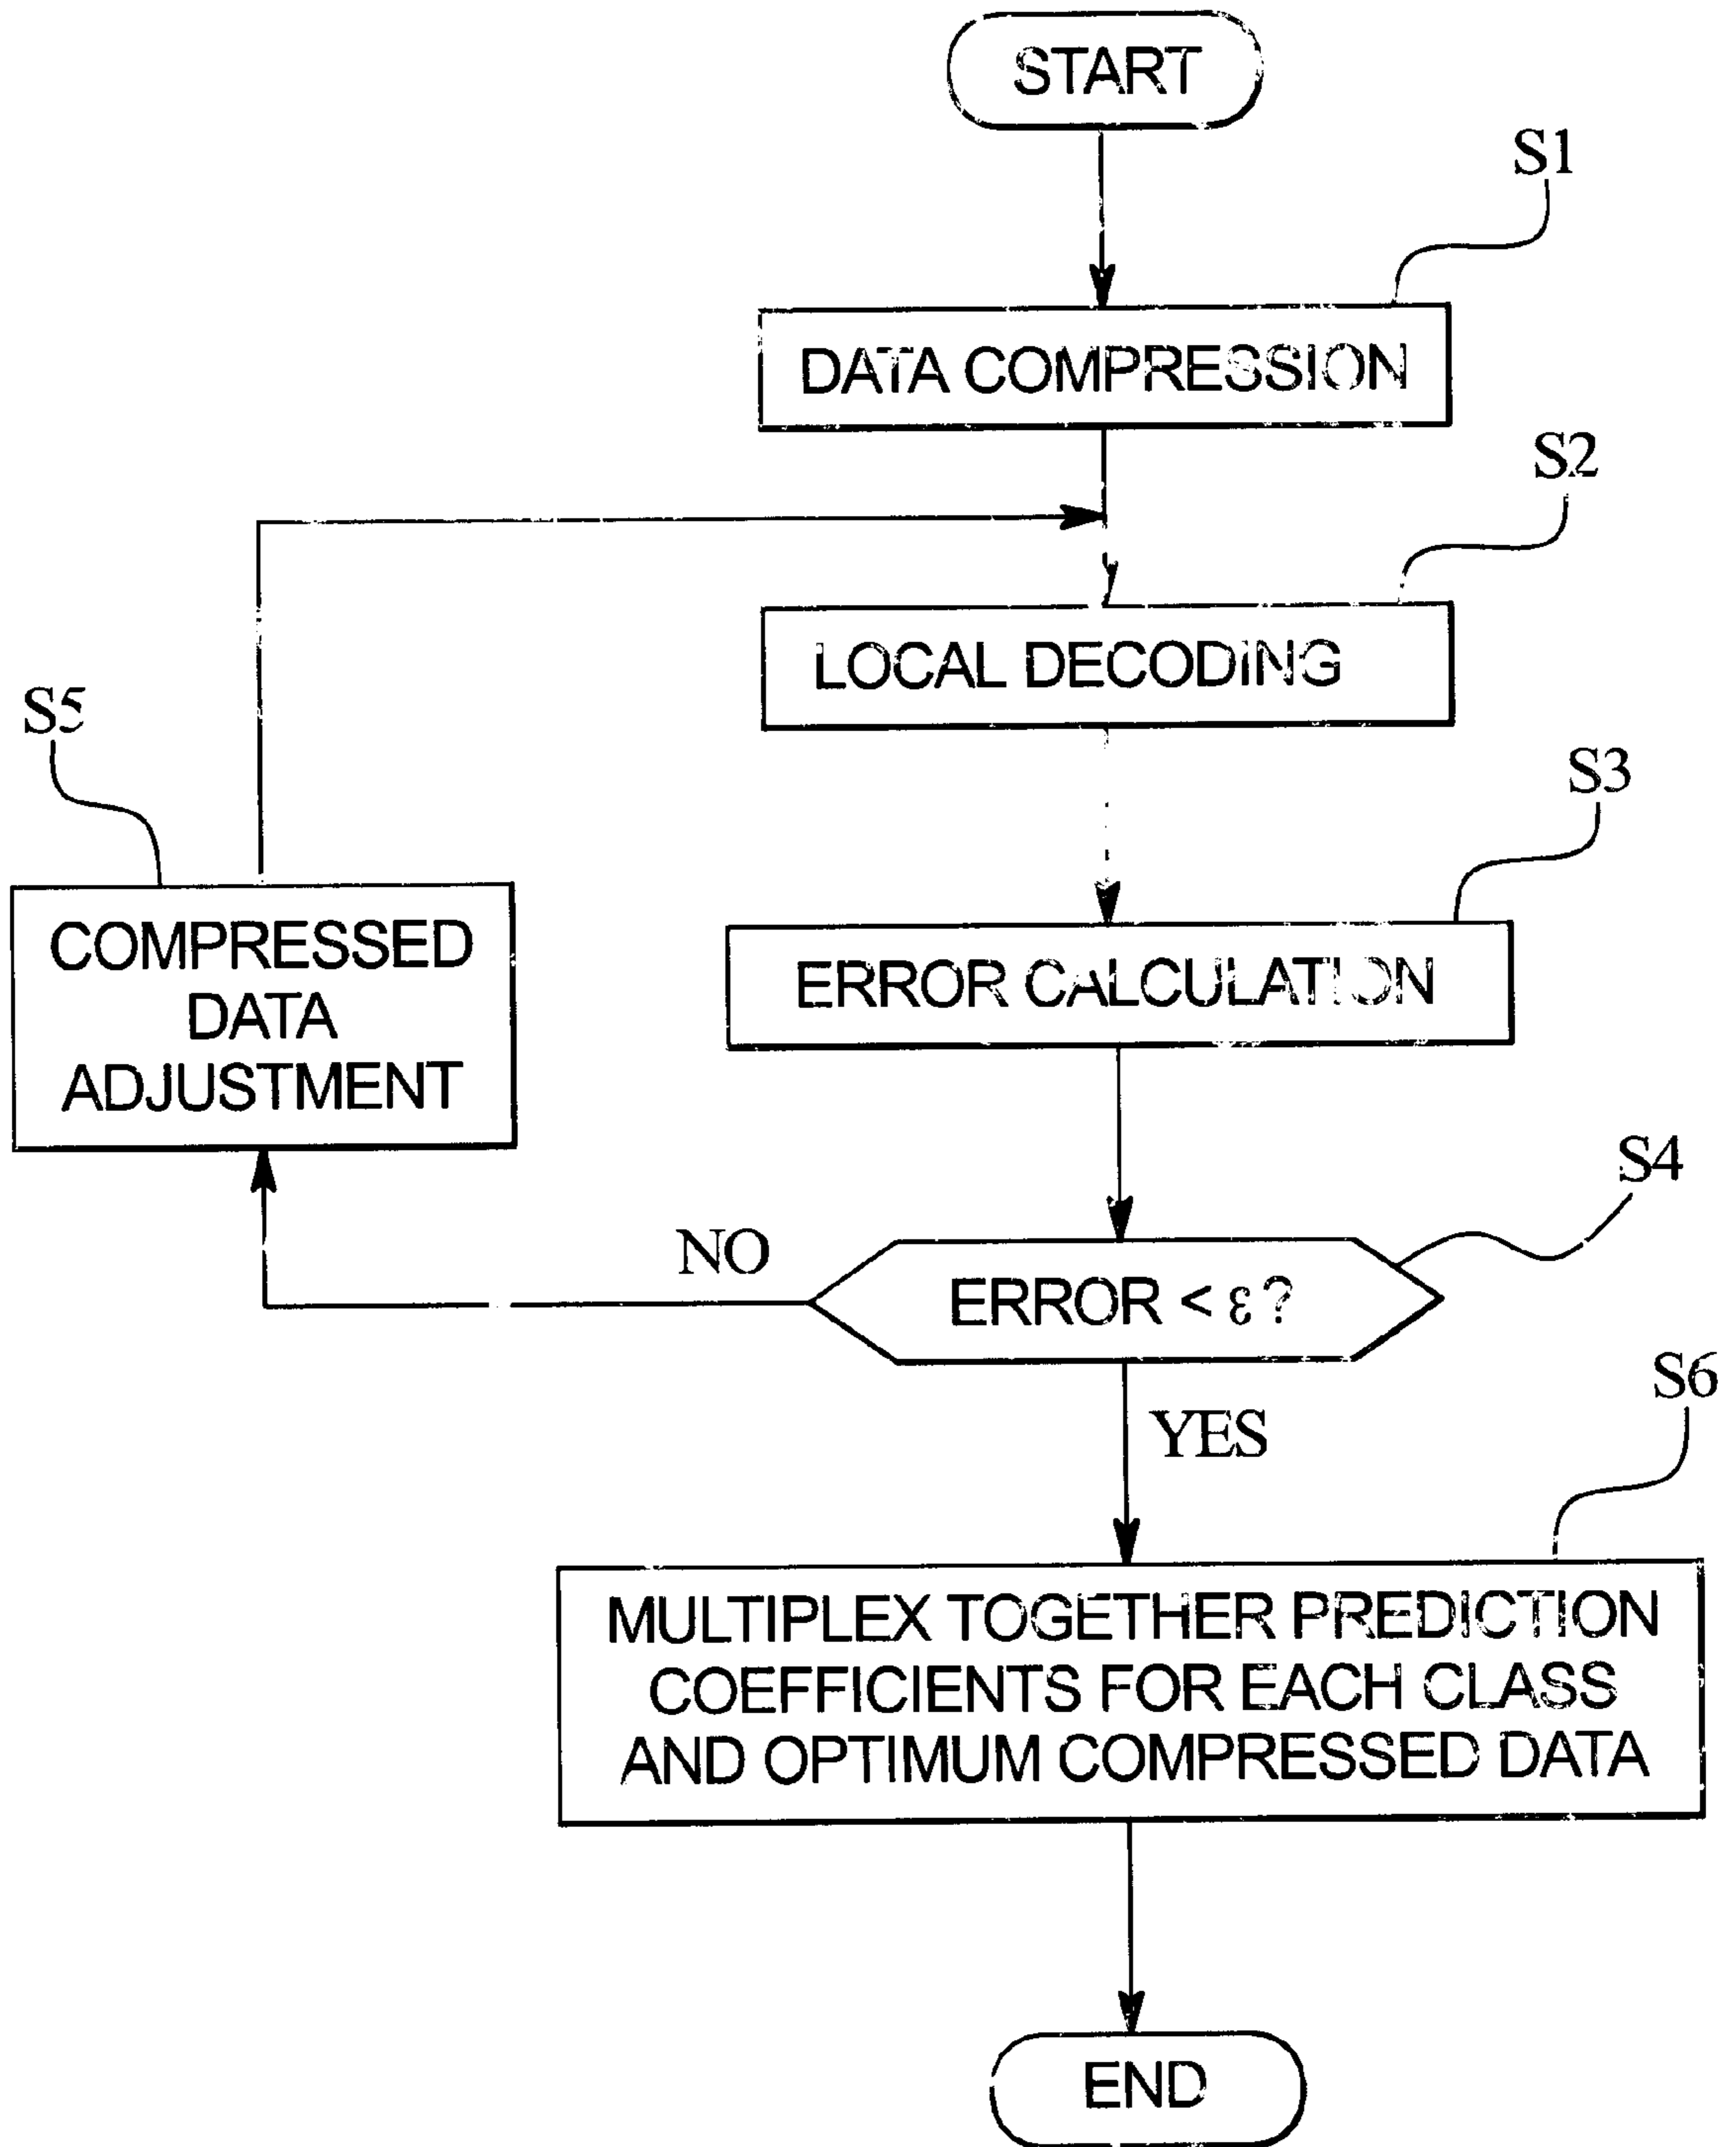 START
S1
DATA COMPRESSION
S2
LOCAL DECODING
S5
S3
COMPRESSED
DATA
ADJUSTMENT
ERROR CALCULATION
S4
NO
ERROR < ε ?
S6
YES
MULTIPLEX TOGETHER PREDICTION
COEFFICIENTS FOR EACH CLASS
AND OPTIMUM COMPRESSED DATA
END